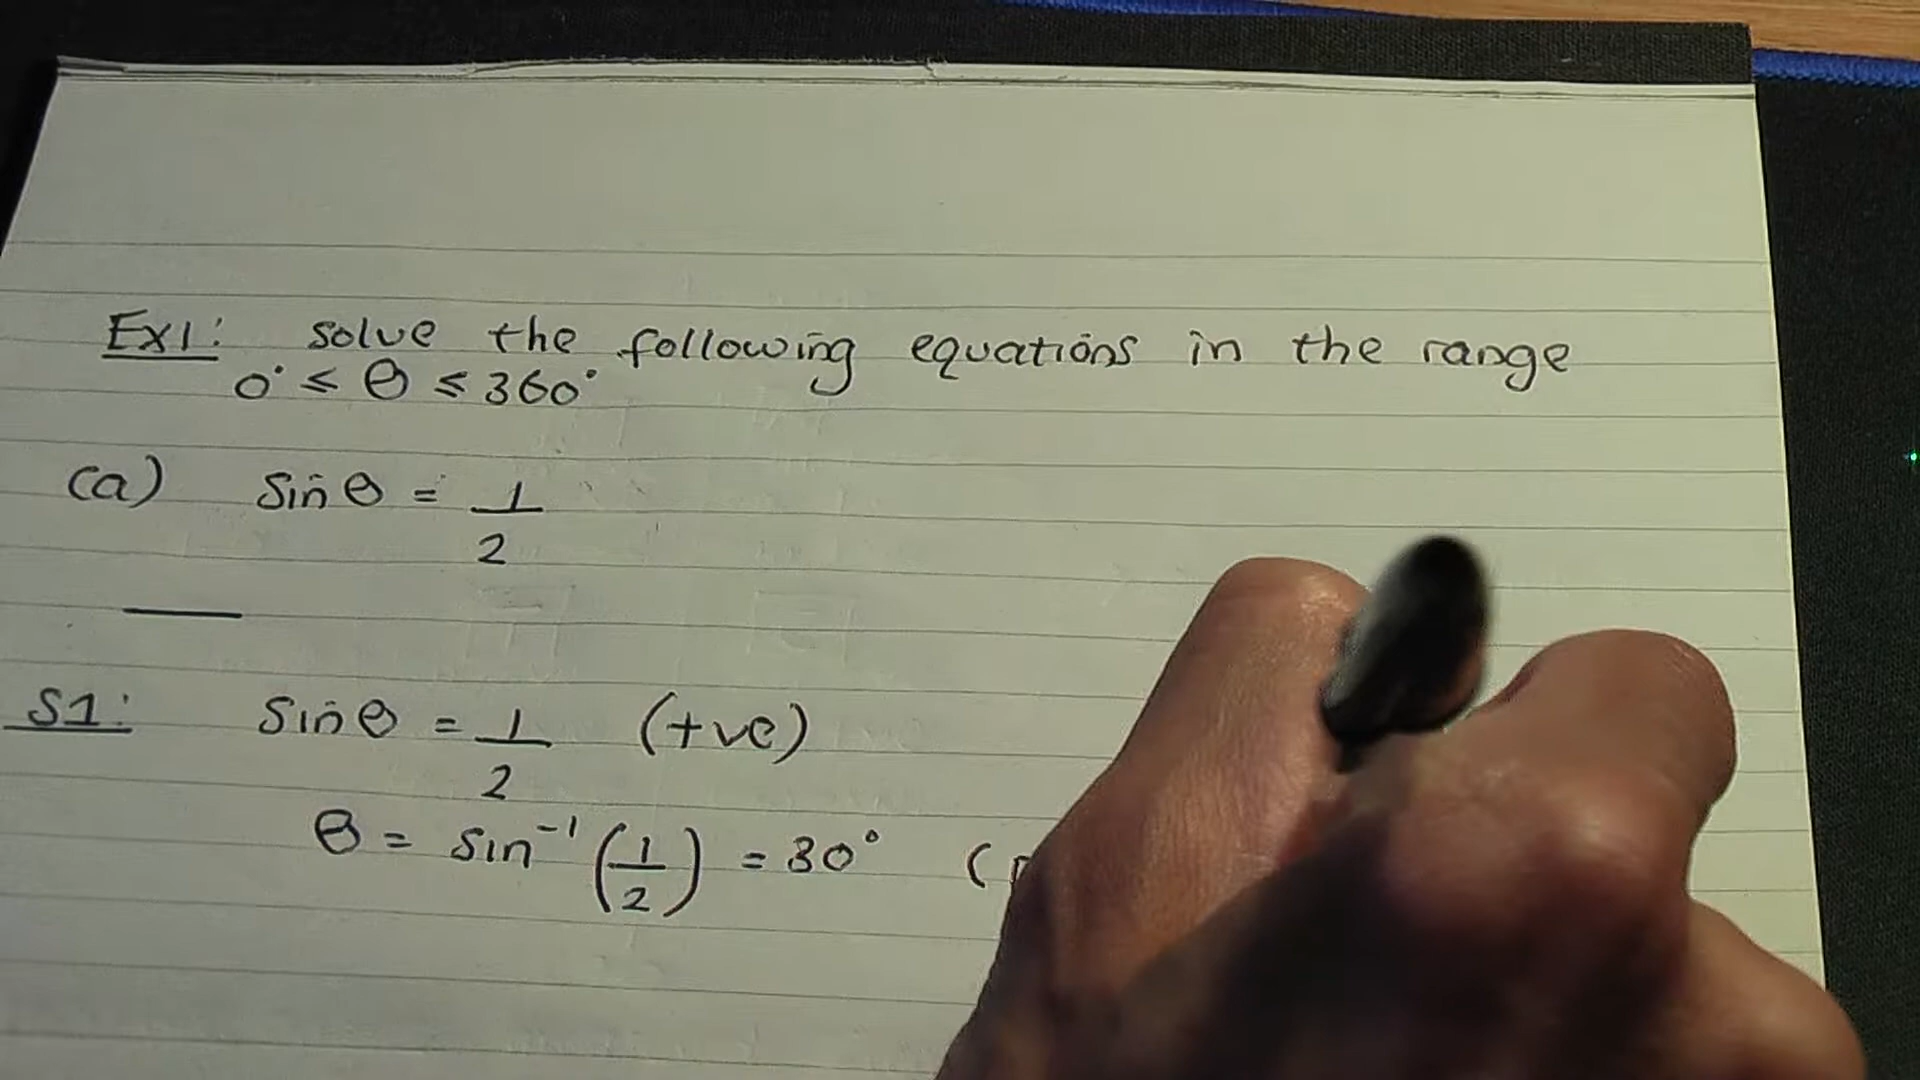 Ex1: solve the following equations in the range
0° ≤ θ ≤ 360°
(a) sin θ = 1/2
S1: sin θ = 1/2 (+ve)
θ = sin⁻¹ (1/2) = 30° (